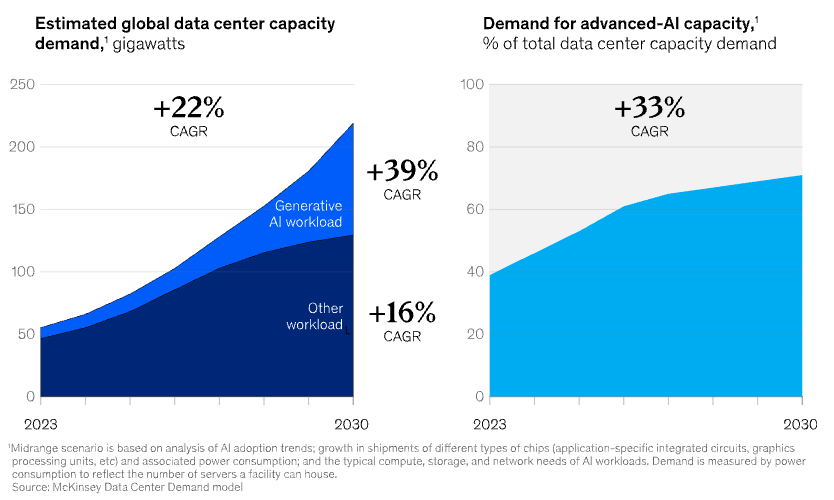 Estimated global data center capacity
demand,¹ gigawatts
250
200
150
100
50
0
+22%
CAGR
+39%
CAGR
Generative
AI workload
Other
workload
+16%
CAGR
2023
2030
Demand for advanced-AI capacity,¹
% of total data center capacity demand
100
80
60
40
20
0
+33%
CAGR
2023
2030
¹Midrange scenario is based on analysis of AI adoption trends; growth in shipments of different types of chips (application-specific integrated circuits, graphics
processing units, etc) and associated power consumption; and the typical compute, storage, and network needs of AI workloads. Demand is measured by power
consumption to reflect the number of servers a facility can house.
Source: McKinsey Data Center Demand model